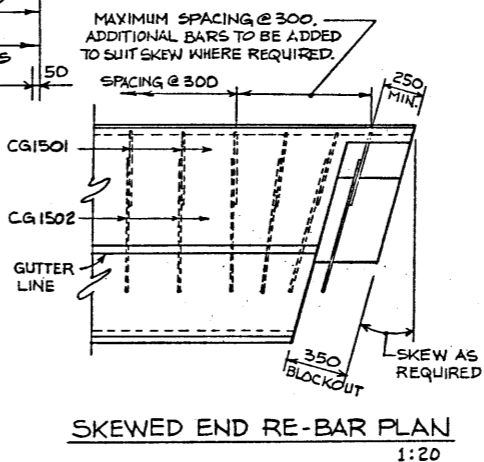 MAXIMUM SPACING @ 300.
ADDITIONAL BARS TO BE ADDED
TO SUIT SKEW WHERE REQUIRED.
S
50
SPACING @ 300
250
MIN.
CG1501
CG1502
GUTTER
LINE
350
BLOCKOUT
SKEW AS
REQUIRED
SKEWED END RE-BAR PLAN
1:20